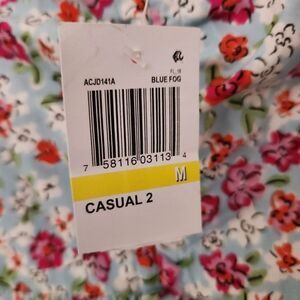 FL 18
ACJD141A BLUE FOG
7 58116 03113 4
M
CASUAL 2